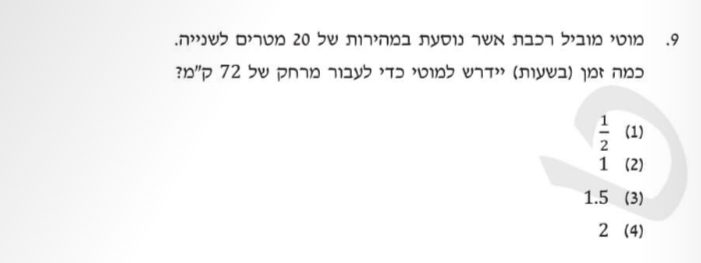 9. מוטי מוביל רכבת אשר נוסעת במהירות של 20 מטרים לשנייה.
כמה זמן (בשעות) יידרש למוטי כדי לעבור מרחק של 72 ק"מ?
(1) 1/2
(2) 1
(3) 1.5
(4) 2